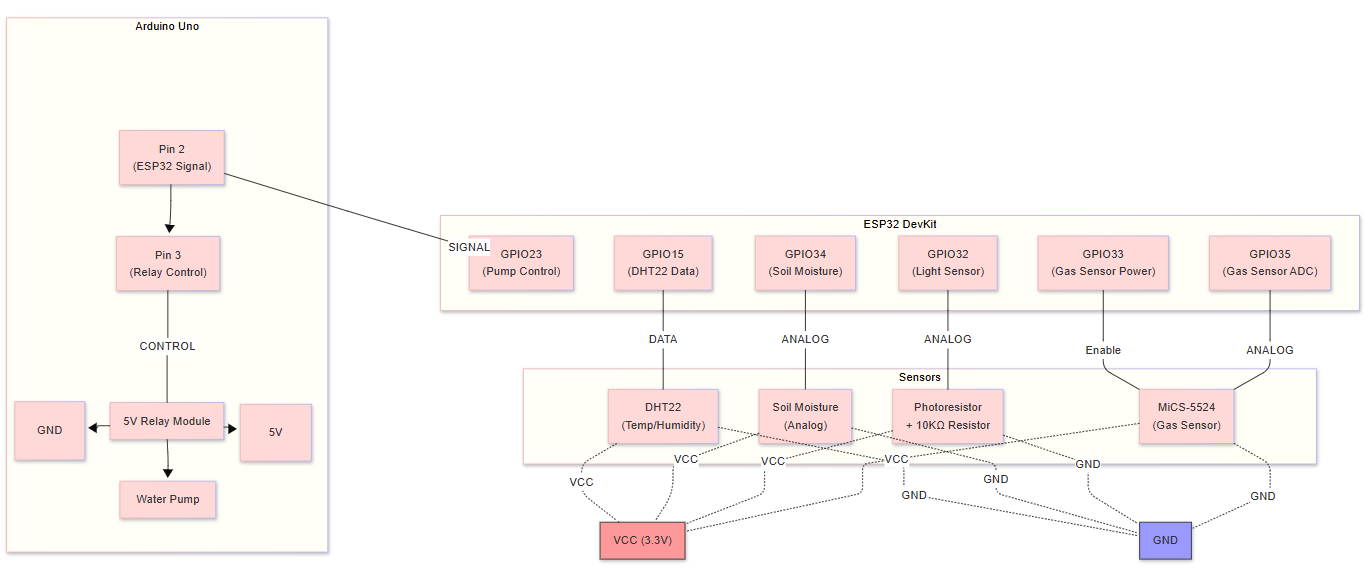 Arduino Uno
Pin 2
(ESP32 Signal)
Pin 3
(Relay Control)
CONTROL
GND
5V Relay Module
5V
Water Pump
SIGNAL
ESP32 DevKit
GPIO23
(Pump Control)
GPIO15
(DHT22 Data)
GPIO34
(Soil Moisture)
GPIO32
(Light Sensor)
GPIO33
(Gas Sensor Power)
GPIO35
(Gas Sensor ADC)
DATA
ANALOG
ANALOG
Enable
ANALOG
Sensors
DHT22
(Temp/Humidity)
Soil Moisture
(Analog)
Photoresistor
+ 10KΩ Resistor
MiCS-5524
(Gas Sensor)
VCC
VCC
VCC
VCC
GND
GND
GND
GND
VCC (3.3V)
GND